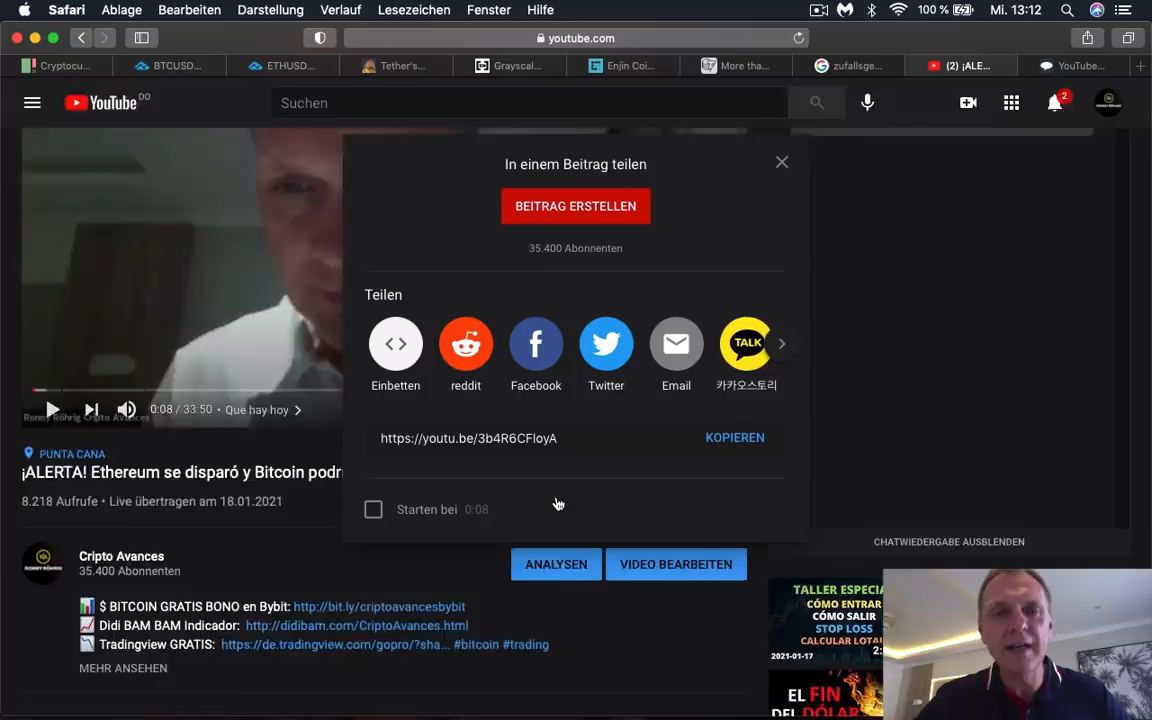 Safari Ablage Bearbeiten Darstellung Verlauf Lesezeichen Fenster Hilfe 100 % Mi. 13:12
youtube.com
Cryptocu... BTCUSD... ETHUSD... Tether's... Grayscal... Enjin Coi... More tha... zufallsge... (2) ¡ALE... YouTube...
YouTube DO Suchen 2
In einem Beitrag teilen
BEITRAG ERSTELLEN
35.400 Abonnenten
Teilen
TALK
Einbetten reddit Facebook Twitter Email 카카오스토리
0:08 / 33:50 • Que hay hoy
Ronny Röhrig Cripto Avances
https://youtu.be/3b4R6CFloyA KOPIEREN
PUNTA CANA
¡ALERTA! Ethereum se disparó y Bitcoin podr
8.218 Aufrufe • Live übertragen am 18.01.2021
Starten bei 0:08
CHATWIEDERGABE AUSBLENDEN
Cripto Avances
35.400 Abonnenten
ANALYSEN VIDEO BEARBEITEN
$ BITCOIN GRATIS BONO en Bybit: http://bit.ly/criptoavancesbybit
Didi BAM BAM Indicador: http://didibam.com/CriptoAvances.html
Tradingview GRATIS: https://de.tradingview.com/gopro/?sha... #bitcoin #trading
MEHR ANSEHEN
TALLER ESPECIA
CÓMO ENTRAR
CÓMO SALIR
STOP LOSS
CALCULAR LOTA
2021-01-17 2:
EL FIN
DEL DÓLAR